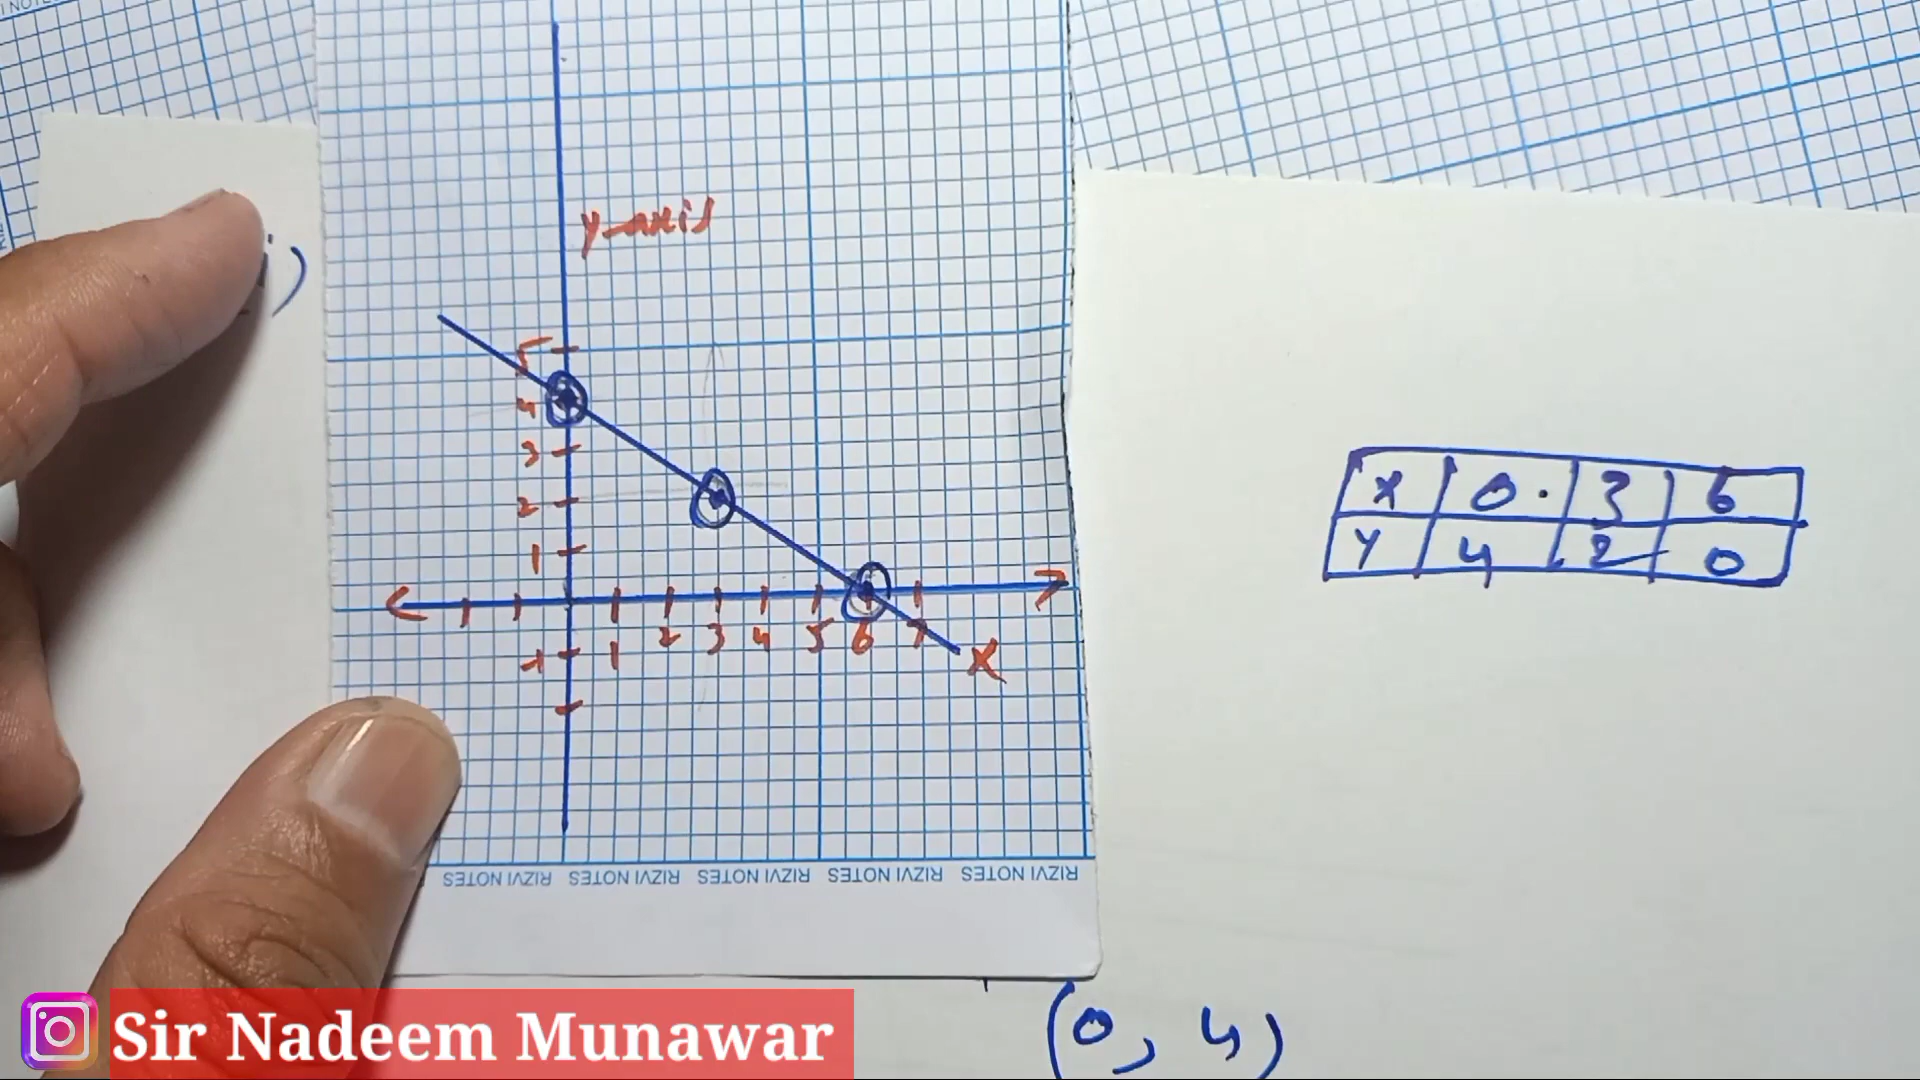 y-axis
5
4
3
2
1
-1
1 2 3 4 5 6 7
X
X 0 3 6
Y 4 2 0
RIZVI NOTES RIZVI NOTES RIZVI NOTES RIZVI NOTES RIZVI NOTES
(0, 4)
Sir Nadeem Munawar